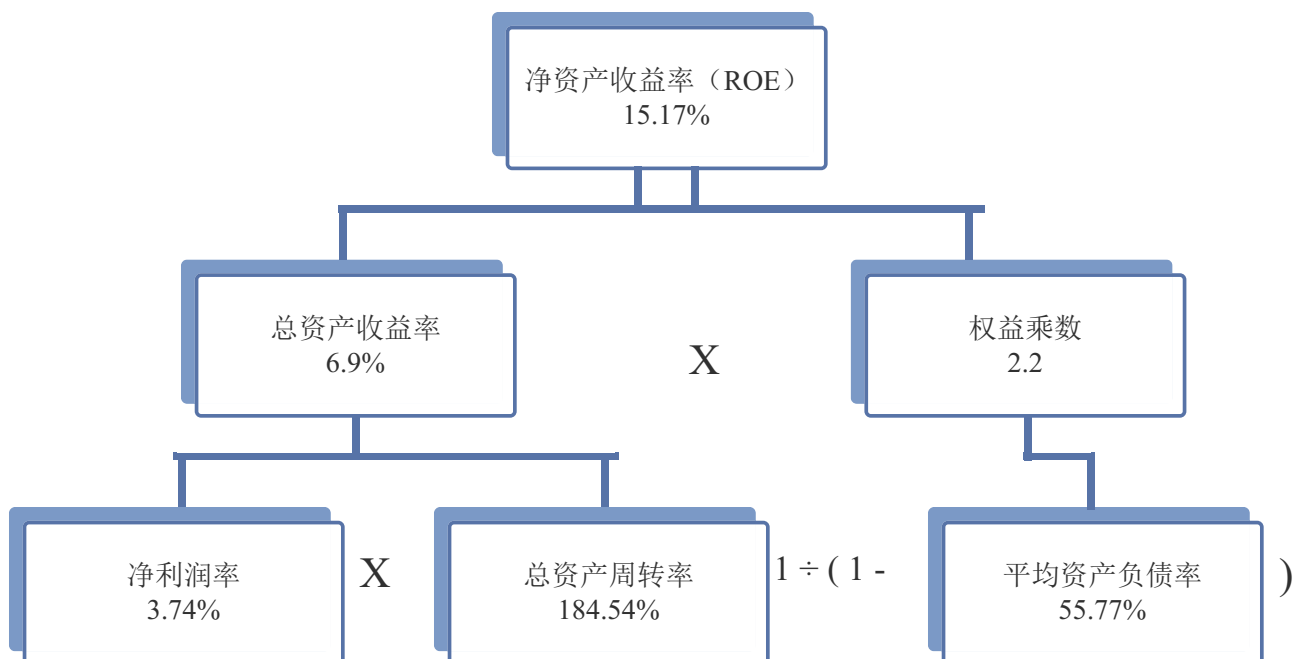 净资产收益率（ROE）
15.17%
总资产收益率
6.9%
X
权益乘数
2.2
净利润率
3.74%
X
总资产周转率
184.54%
1 ÷ ( 1 -
平均资产负债率
55.77%
)